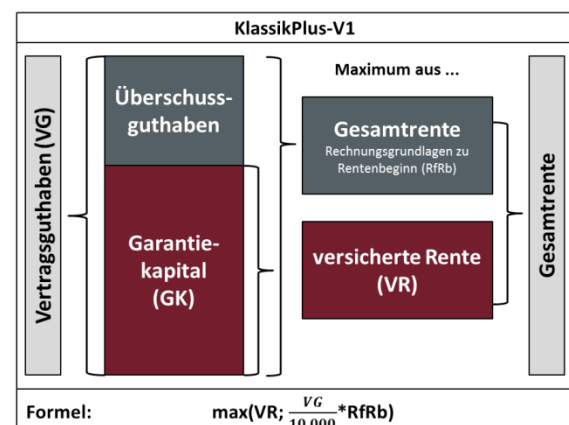 KlassikPlus-V1
Vertragsguthaben (VG)
Überschuss-
guthaben
Garantie-
kapital
(GK)
Maximum aus ...
Gesamtrente
Rechnungsgrundlagen zu
Rentenbeginn (RfRb)
versicherte Rente
(VR)
Gesamtrente
Formel: max(VR; VG/10.000*RfRb)